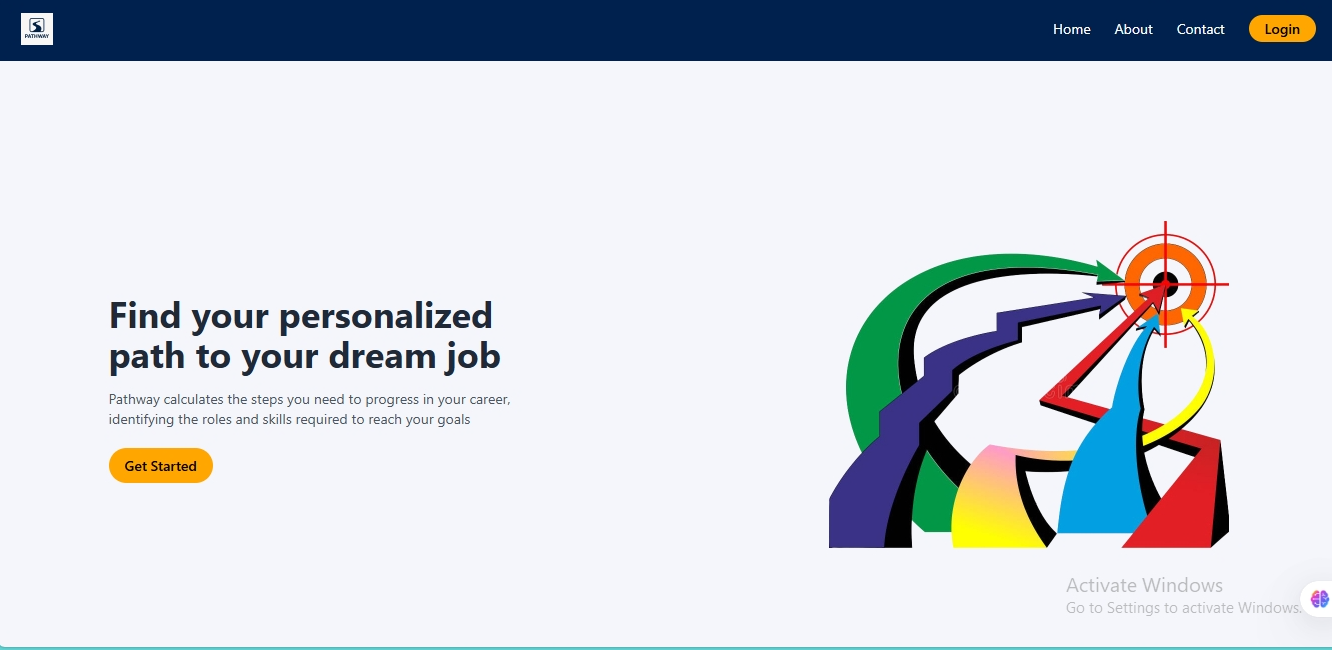 PATHWAY
Home
About
Contact
Login
Find your personalized
path to your dream job
Pathway calculates the steps you need to progress in your career,
identifying the roles and skills required to reach your goals
Get Started
Activate Windows
Go to Settings to activate Windows.